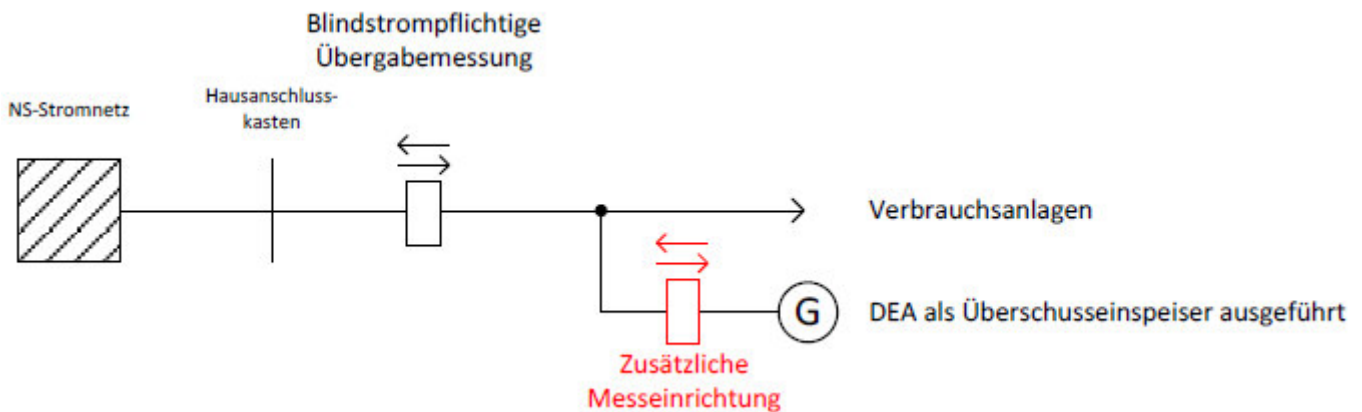 Blindstrompflichtige
Übergabemessung
NS-Stromnetz
Hausanschluss-
kasten
Verbrauchsanlagen
G
DEA als Überschusseinspeiser ausgeführt
Zusätzliche
Messeinrichtung